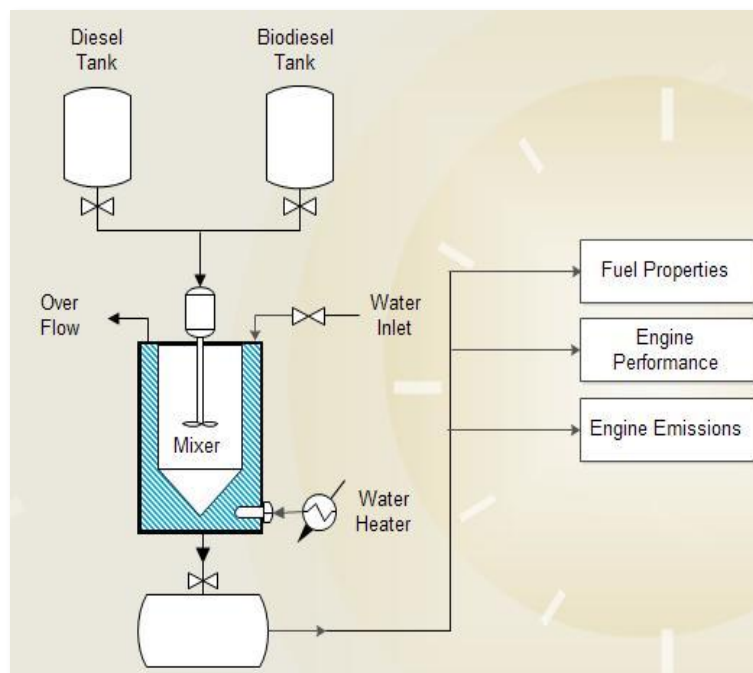 Diesel
Tank
Biodiesel
Tank
Over
Flow
Water
Inlet
Mixer
Water
Heater
Fuel Properties
Engine
Performance
Engine Emissions